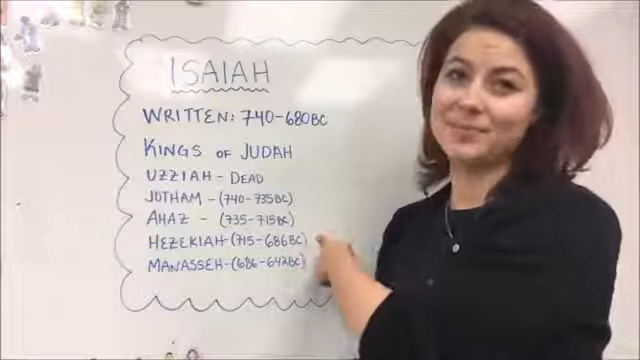 ISAIAH
WRITTEN: 740-680BC
KINGS OF JUDAH
UZZIAH - DEAD
JOTHAM - (740-735BC)
AHAZ - (735-715BC)
HEZEKIAH-(715-686BC)
MANASSEH-(686-642BC)